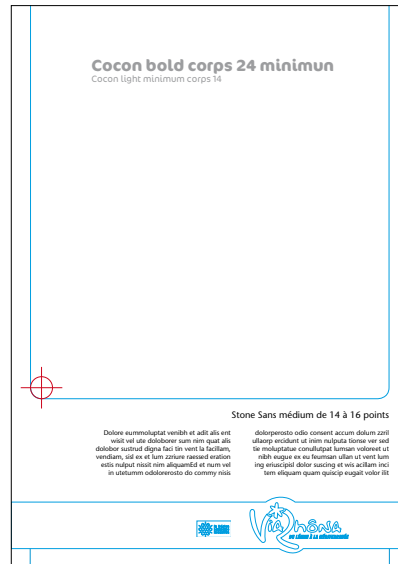 Cocon bold corps 24 minimun
Cocon light minimum corps 14
Stone Sans médium de 14 à 16 points
Dolore eummoluptat venibh et adit alis ent
wisit vel ute doloborer sum nim quat alis
dolobor sustrud digna faci tin vent la facillam,
vendiam, sisl ex et lum zzriure raessed eration
estis nulput nissit nim aliquamEd et num vel
in utetumm odolorerosto do commy nisis
dolorperosto odio consent accum dolum zzril
ullaorp ercidunt ut inim nulputa tionse ver sed
tie moluptatue conullutpat lumsan voloreet ut
nibh eugue ex eu feumsan ullan ut vent lum
ing eriuscipisl dolor suscing et wis acillam inci
tem eliquam quam quiscip eugait volor ilit
ViaRhôna
DU LÉMAN À LA MÉDITERRANÉE